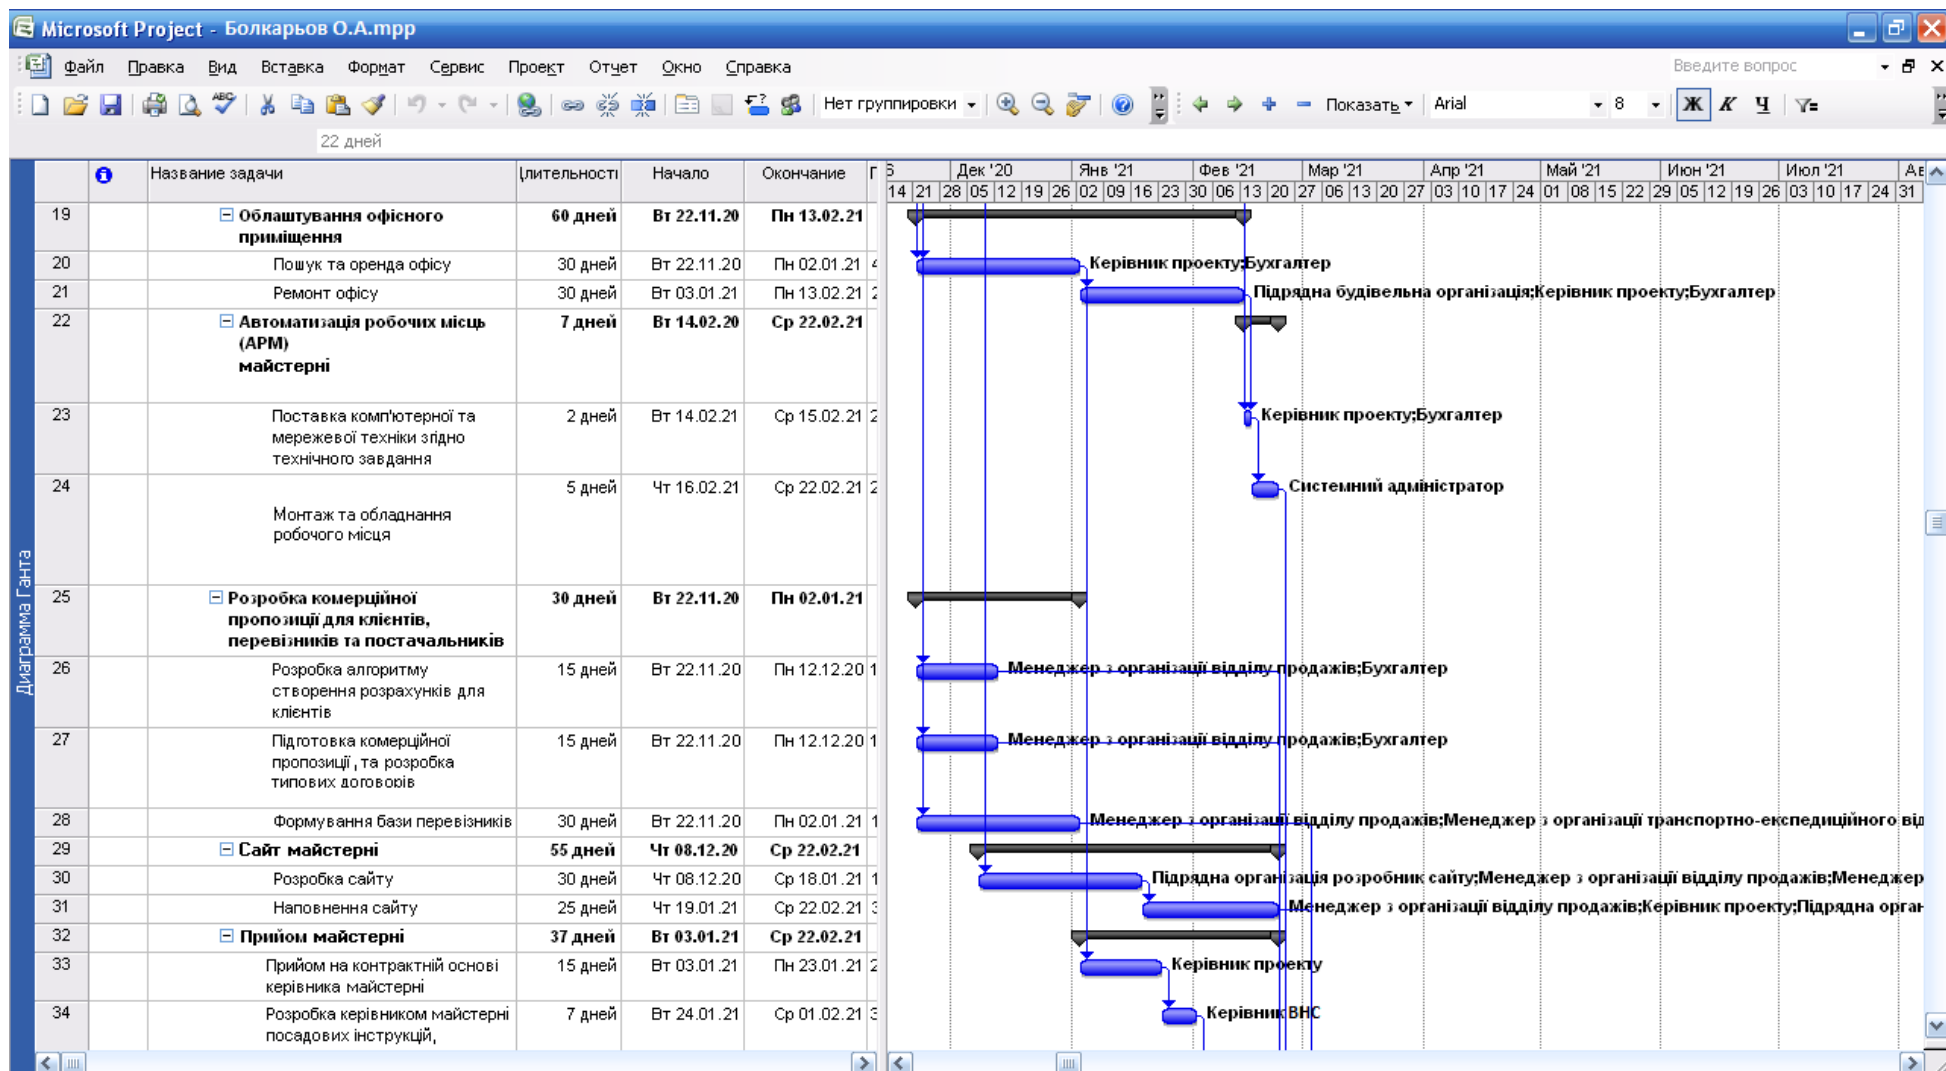 Microsoft Project - Болкарьов О.А.mpp
Файл Правка Вид Вставка Формат Сервис Проект Отчет Окно Справка Введите вопрос
Нет группировки Показать Arial 8 Ж К Ч
22 дней
Название задачи Длительность Начало Окончание
Дек '20 Янв '21 Фев '21 Мар '21 Апр '21 Май '21 Июн '21 Июл '21
14 21 28 05 12 19 26 02 09 16 23 30 06 13 20 27 06 13 20 27 03 10 17 24 01 08 15 22 29 05 12 19 26 03 10 17 24 31
Диаграмма Ганта
19 Облаштування офісного 60 дней Вт 22.11.20 Пн 13.02.21
приміщення
20 Пошук та оренда офісу 30 дней Вт 22.11.20 Пн 02.01.21 Керівник проекту;Бухгалтер
21 Ремонт офісу 30 дней Вт 03.01.21 Пн 13.02.21 Підрядна будівельна організація;Керівник проекту;Бухгалтер
22 Автоматизація робочих місць 7 дней Вт 14.02.20 Ср 22.02.21
(АРМ)
майстерні
23 Поставка комп'ютерної та 2 дней Вт 14.02.21 Ср 15.02.21 Керівник проекту;Бухгалтер
мережевої техніки згідно
технічного завдання
24 5 дней Чт 16.02.21 Ср 22.02.21 Системний адміністратор
Монтаж та обладнання
робочого місця
25 Розробка комерційної 30 дней Вт 22.11.20 Пн 02.01.21
пропозиції для клієнтів,
перевізників та постачальників
26 Розробка алгоритму 15 дней Вт 22.11.20 Пн 12.12.20 1 Менеджер з організації відділу продажів;Бухгалтер
створення розрахунків для
клієнтів
27 Підготовка комерційної 15 дней Вт 22.11.20 Пн 12.12.20 1 Менеджер з організації відділу продажів;Бухгалтер
пропозиції, та розробка
типових договорів
28 Формування бази перевізників 30 дней Вт 22.11.20 Пн 02.01.21 1 Менеджер з організації відділу продажів;Менеджер з організації транспортно-експедиційного від
29 Сайт майстерні 55 дней Чт 08.12.20 Ср 22.02.21
30 Розробка сайту 30 дней Чт 08.12.20 Ср 18.01.21 1 Підрядна організація розробник сайту;Менеджер з організації відділу продажів;Менеджер
31 Наповнення сайту 25 дней Чт 19.01.21 Ср 22.02.21 3 Менеджер з організації відділу продажів;Керівник проекту;Підрядна орган
32 Прийом майстерні 37 дней Вт 03.01.21 Ср 22.02.21
33 Прийом на контрактній основі 15 дней Вт 03.01.21 Пн 23.01.21 2 Керівник проекту
керівника майстерні
34 Розробка керівником майстерні 7 дней Вт 24.01.21 Ср 01.02.21 3 Керівник ВНС
посадових інструкцій,